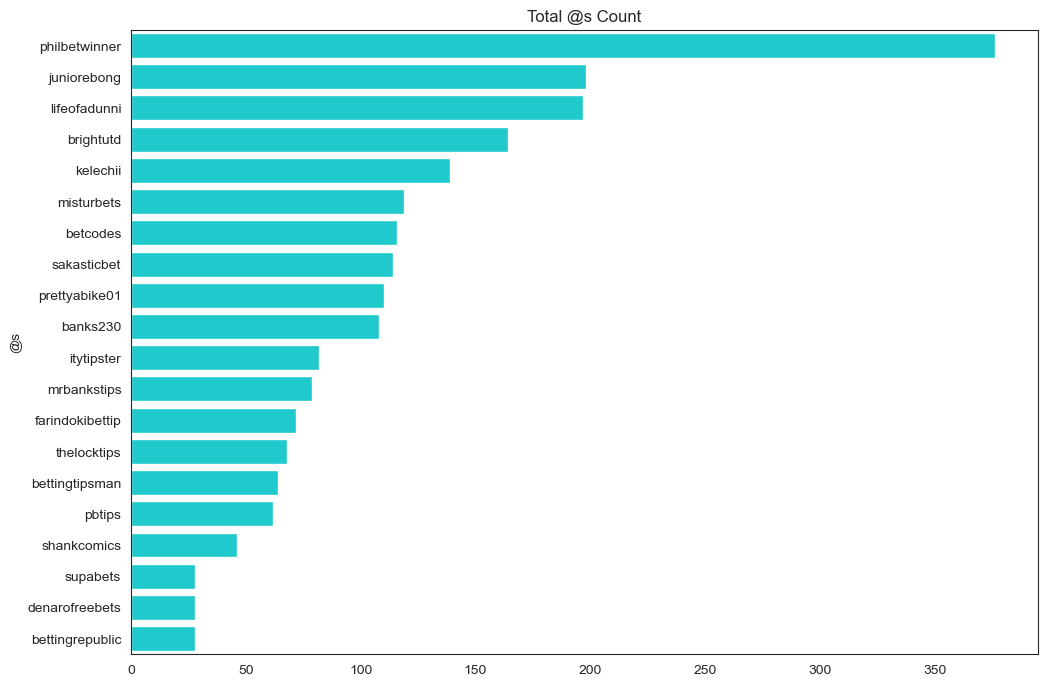 Total @s Count
philbetwinner
juniorebong
lifeofadunni
brightutd
kelechii
misturbets
betcodes
sakasticbet
prettyabike01
banks230
itytipster
mrbankstips
farindokibettip
thelocktips
bettingtipsman
pbtips
shankcomics
supabets
denarofreebets
bettingrepublic
@s
0 50 100 150 200 250 300 350